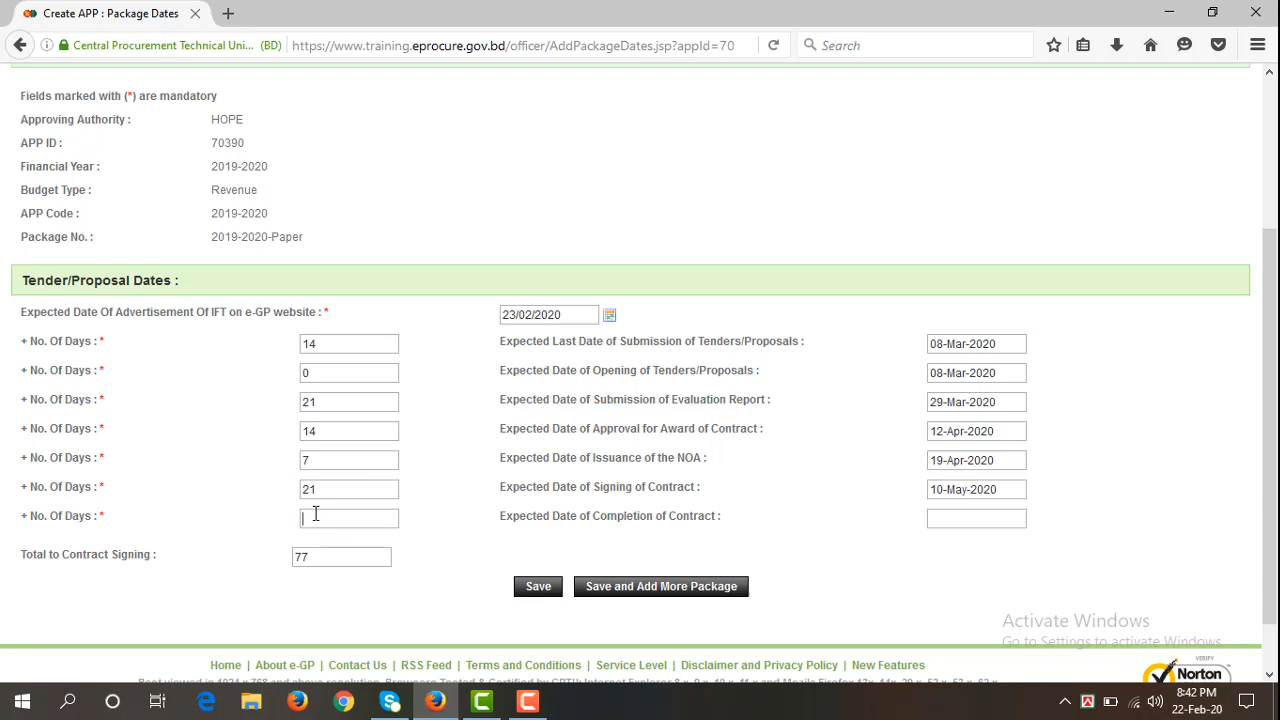 Create APP : Package Dates
Central Procurement Technical Uni... (BD)
https://www.training.eprocure.gov.bd/officer/AddPackageDates.jsp?appId=70
Search
Fields marked with (*) are mandatory
Approving Authority : HOPE
APP ID : 70390
Financial Year : 2019-2020
Budget Type : Revenue
APP Code : 2019-2020
Package No. : 2019-2020-Paper
Tender/Proposal Dates :
Expected Date Of Advertisement Of IFT on e-GP website : * 23/02/2020
+ No. Of Days : * 14 Expected Last Date of Submission of Tenders/Proposals : 08-Mar-2020
+ No. Of Days : * 0 Expected Date of Opening of Tenders/Proposals : 08-Mar-2020
+ No. Of Days : * 21 Expected Date of Submission of Evaluation Report : 29-Mar-2020
+ No. Of Days : * 14 Expected Date of Approval for Award of Contract : 12-Apr-2020
+ No. Of Days : * 7 Expected Date of Issuance of the NOA : 19-Apr-2020
+ No. Of Days : * 21 Expected Date of Signing of Contract : 10-May-2020
+ No. Of Days : * Expected Date of Completion of Contract :
Total to Contract Signing : 77
Save Save and Add More Package
Activate Windows
Go to Settings to activate Windows.
Home | About e-GP | Contact Us | RSS Feed | Terms and Conditions | Service Level | Disclaimer and Privacy Policy | New Features
VERIFY
Norton
8:42 PM
22-Feb-20